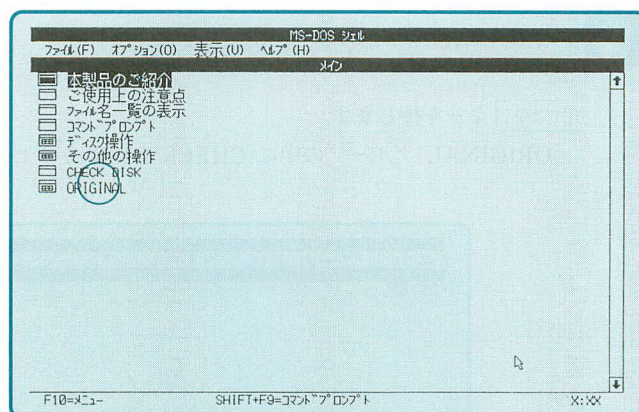 MS-DOS シェル
ファイル(F) オプション(O) 表示(V) ヘルプ(H)
メイン
本製品のご紹介
ご使用上の注意点
ファイル名一覧の表示
コマンドプロンプト
ディスク操作
その他の操作
CHECK DISK
ORIGINAL
F10=メニュー SHIFT+F9=コマンドプロンプト X:XX